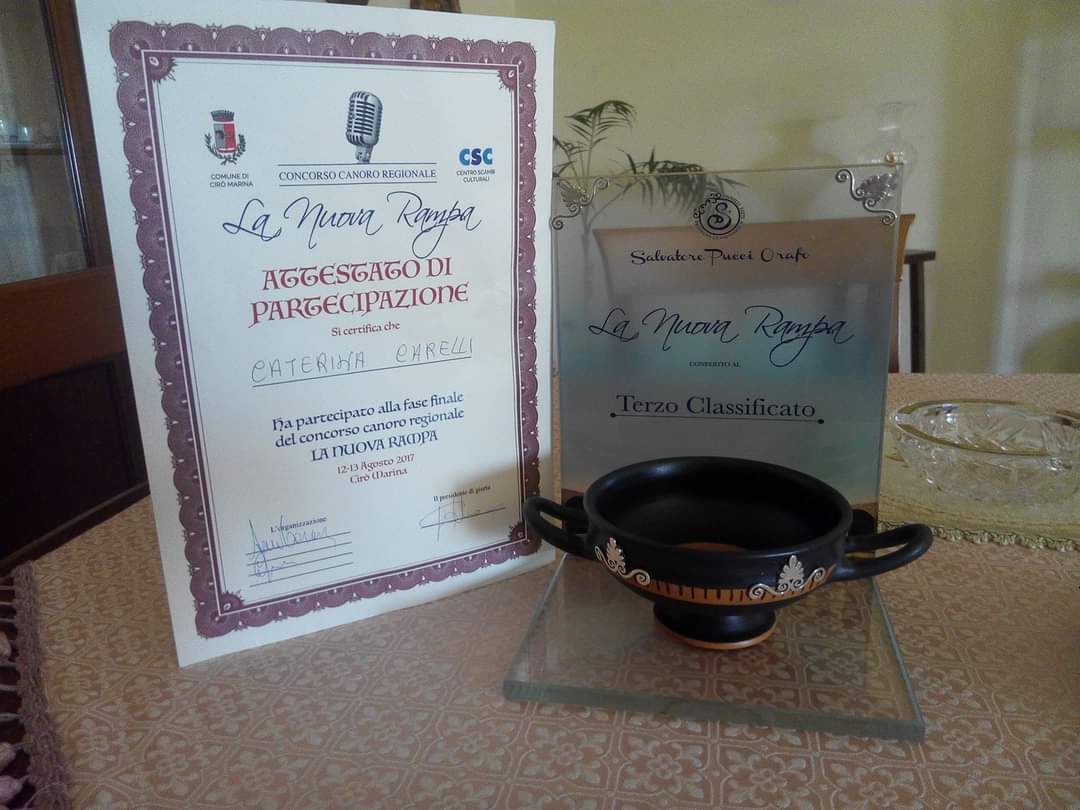 COMUNE DI
CIRÒ MARINA
CONCORSO CANORO REGIONALE
CSC
CENTRO SCAMBI
CULTURALI
La Nuova Rampa
ATTESTATO DI
PARTECIPAZIONE
Si certifica che
CATERINA CARELLI
Ha partecipato alla fase finale
del concorso canoro regionale
LA NUOVA RAMPA
12-13 Agosto 2017
Cirò Marina
L'organizzazione
Il presidente di giuria
S
Salvatore Pucci Orafo
La Nuova Rampa
CONFERITO AL
Terzo Classificato